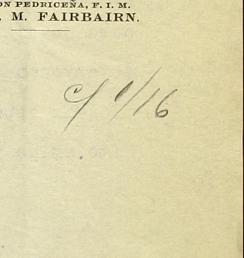 ON PEDRICEÑA, F. I. M.
. M. FAIRBAIRN.
c/ 1/16